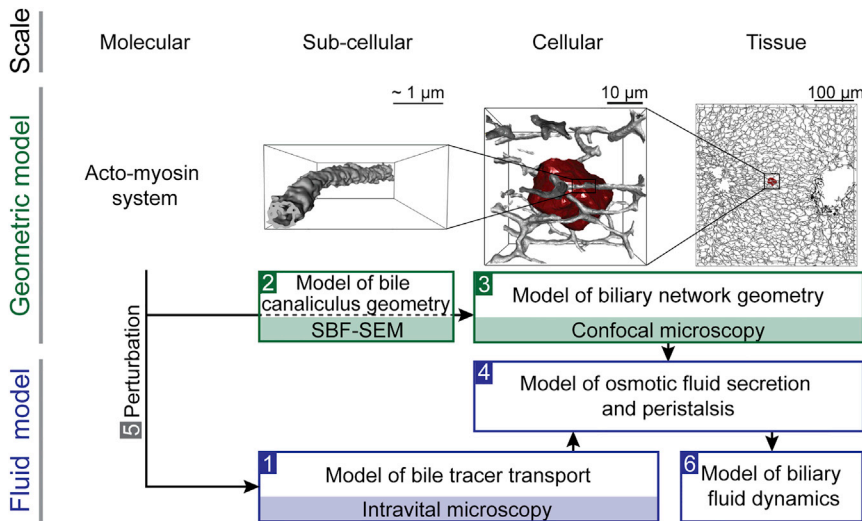 Scale
Molecular
Sub-cellular
Cellular
Tissue
~ 1 µm
10 µm
100 µm
Geometric model
Acto-myosin
system
2
Model of bile
canaliculus geometry
SBF-SEM
3
Model of biliary network geometry
Confocal microscopy
Fluid model
5 Perturbation
4
Model of osmotic fluid secretion
and peristalsis
1
Model of bile tracer transport
Intravital microscopy
6
Model of biliary
fluid dynamics